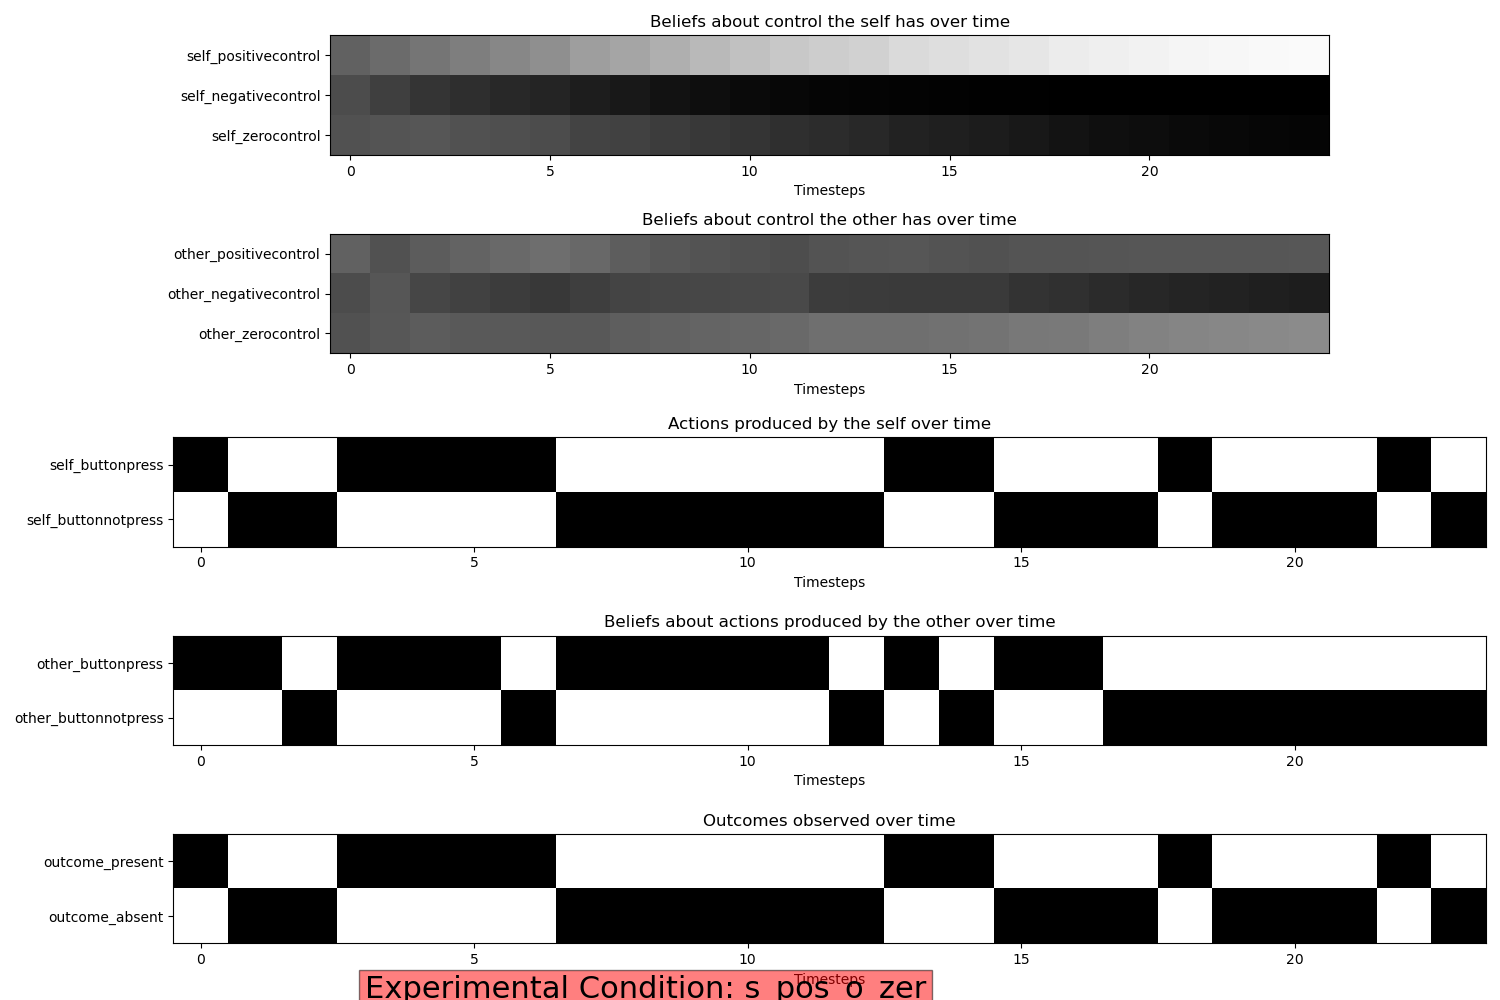 Beliefs about control the self has over time
self_positivecontrol
self_negativecontrol
self_zerocontrol
0 5 10 15 20
Timesteps
Beliefs about control the other has over time
other_positivecontrol
other_negativecontrol
other_zerocontrol
0 5 10 15 20
Timesteps
Actions produced by the self over time
self_buttonpress
self_buttonnotpress
0 5 10 15 20
Timesteps
Beliefs about actions produced by the other over time
other_buttonpress
other_buttonnotpress
0 5 10 15 20
Timesteps
Outcomes observed over time
outcome_present
outcome_absent
0 5 10 15 20
Timesteps
Experimental Condition: s_pos_o_zer